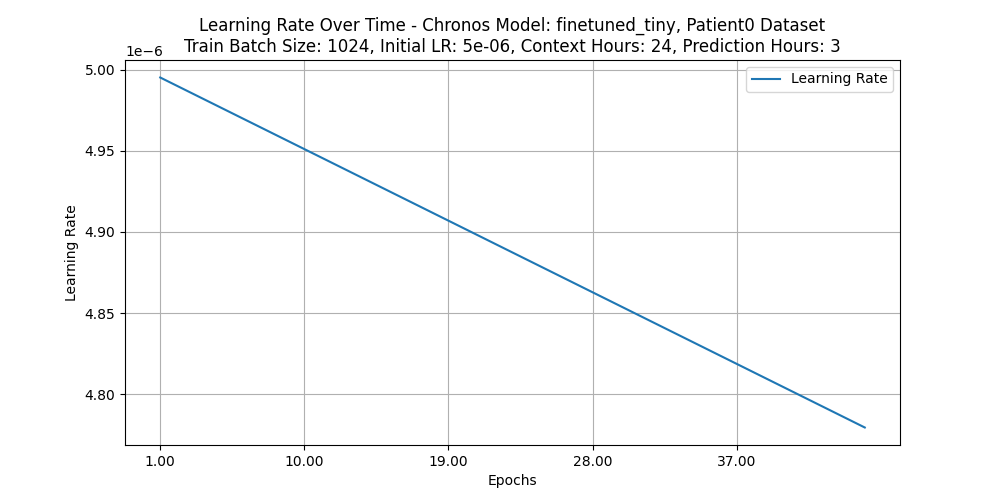 Learning Rate Over Time - Chronos Model: finetuned_tiny, Patient0 Dataset
Train Batch Size: 1024, Initial LR: 5e-06, Context Hours: 24, Prediction Hours: 3
1e−6
Learning Rate
5.00
4.95
4.90
4.85
4.80
Learning Rate
1.00 10.00 19.00 28.00 37.00
Epochs